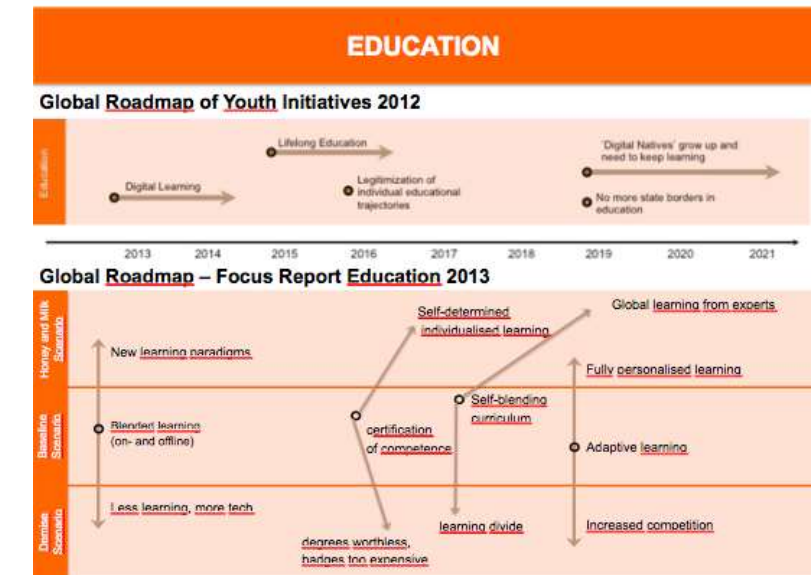 EDUCATION
Global Roadmap of Youth Initiatives 2012
Education
Digital Learning
Lifelong Education
Legitimization of
individual educational
trajectories
'Digital Natives' grow up and
need to keep learning
No more state borders in
education
2013 2014 2015 2016 2017 2018 2019 2020 2021
Global Roadmap – Focus Report Education 2013
Honey and Milk
Scenario
New learning paradigms
Self-determined
individualised learning
Global learning from experts
Fully personalised learning
Baseline
Scenario
Blended learning
(on- and offline)
certification
of competence
Self-blending
curriculum
Adaptive learning
Demise
Scenario
Less learning, more tech
degrees worthless,
badges too expensive
learning divide
Increased competition